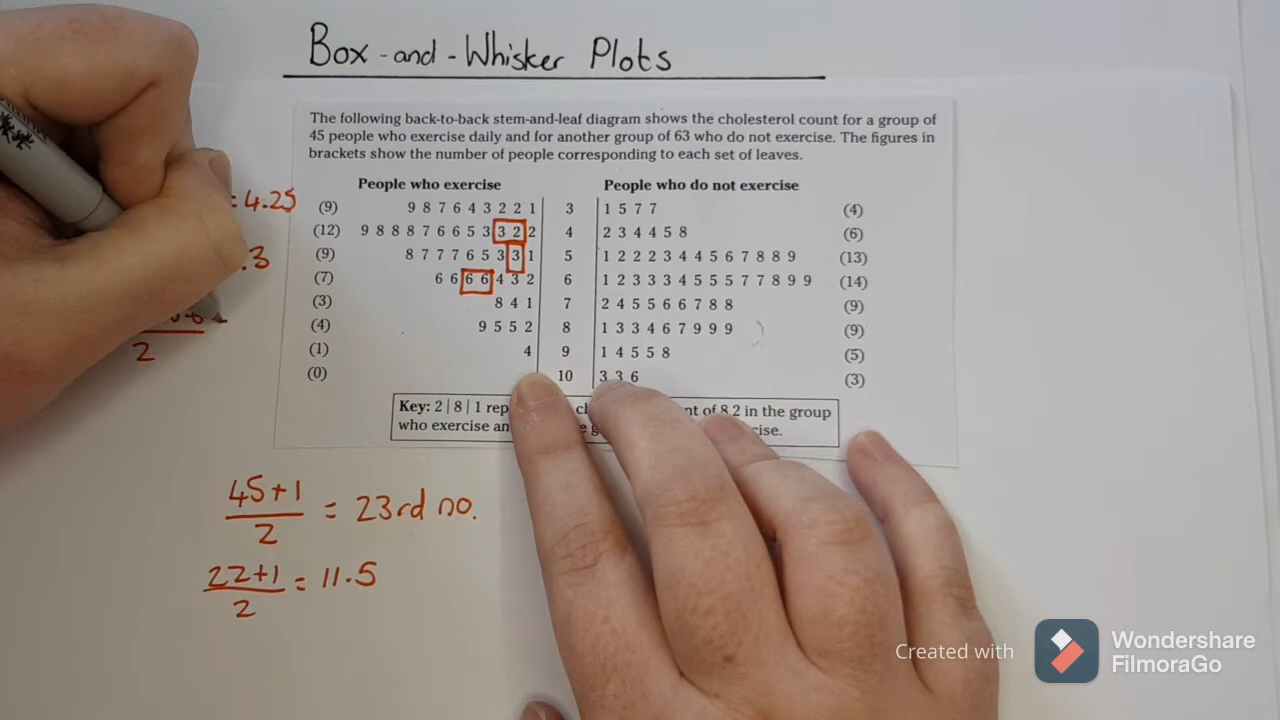 Box-and-Whisker Plots
The following back-to-back stem-and-leaf diagram shows the cholesterol count for a group of
45 people who exercise daily and for another group of 63 who do not exercise. The figures in
brackets show the number of people corresponding to each set of leaves.
People who exercise People who do not exercise
(9) 9 8 7 6 4 3 2 2 1 3 1 5 7 7 (4)
(12) 9 8 8 8 7 6 6 5 3 3 2 2 4 2 3 4 4 5 8 (6)
(9) 8 7 7 7 6 5 3 3 1 5 1 2 2 2 3 4 4 5 6 7 8 8 9 (13)
(7) 6 6 6 6 4 3 2 6 1 2 3 3 3 4 5 5 5 7 7 8 9 9 (14)
(3) 8 4 1 7 2 4 5 5 6 6 7 8 8 (9)
(4) 9 5 5 2 8 1 3 3 4 6 7 9 9 9 (9)
(1) 4 9 1 4 5 5 8 (5)
(0) 10 3 3 6 (3)
= 4.25
.3
2
Key: 2 | 8 | 1 nt of 8.2 in the group
who exercise
45+1
2
= 23rd no.
22+1
2
= 11.5
Created with
Wondershare
FilmoraGo